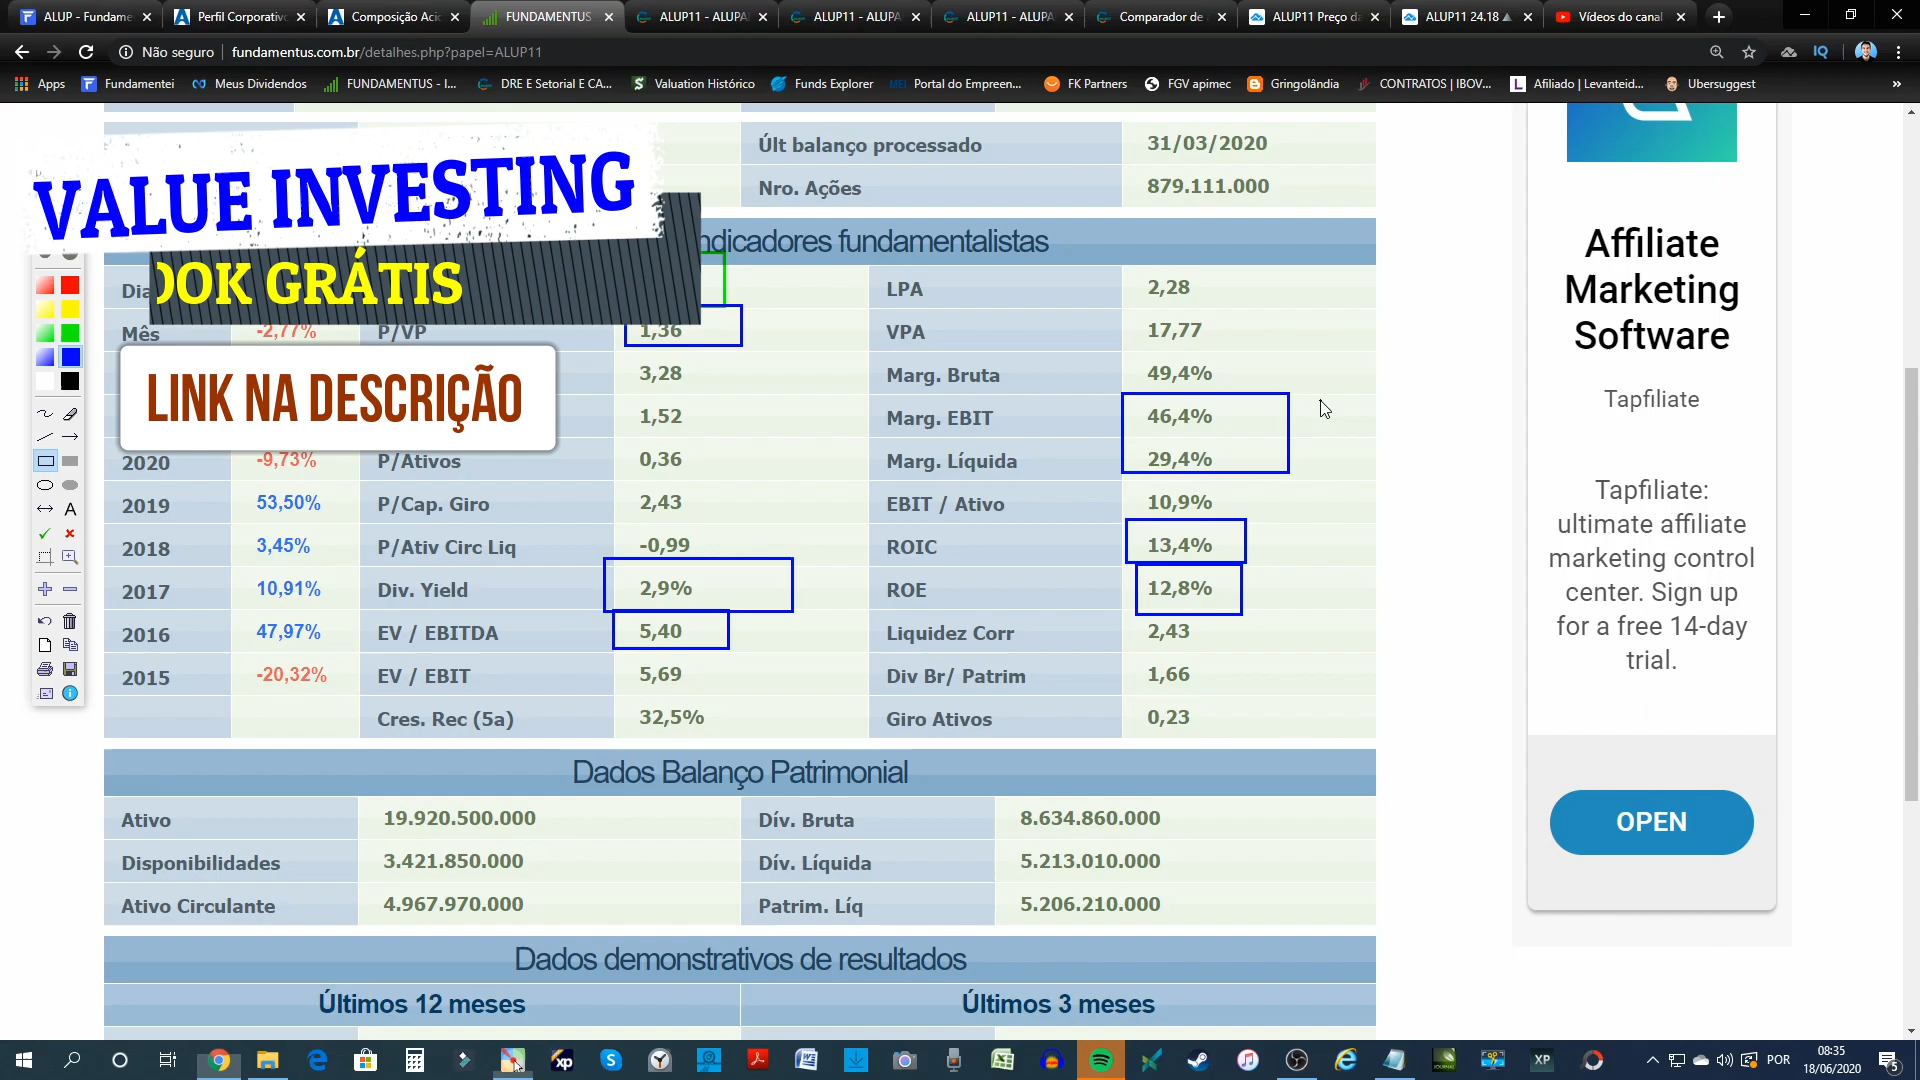 ALUP - Fundame
Perfil Corporativo
Composição Acio
FUNDAMENTUS
ALUP11 - ALUPA
ALUP11 - ALUPA
ALUP11 - ALUPA
Comparador de
ALUP11 Preço da
ALUP11 24.18
Vídeos do canal
Não seguro
fundamentus.com.br/detalhes.php?papel=ALUP11
Apps
Fundamentei
Meus Dividendos
FUNDAMENTUS - I...
DRE E Setorial E CA...
Valuation Histórico
Funds Explorer
Portal do Empreen...
FK Partners
FGV apimec
Gringolândia
CONTRATOS | IBOV...
Afiliado | Levanteid...
Ubersuggest
Últ balanço processado 31/03/2020
Nro. Ações 879.111.000
VALUE INVESTING
OOK GRÁTIS
LINK NA DESCRIÇÃO
ndicadores fundamentalistas
Dia LPA 2,28
Mês -2,77% P/VP 1,36 VPA 17,77
3,28 Marg. Bruta 49,4%
1,52 Marg. EBIT 46,4%
2020 -9,73% P/Ativos 0,36 Marg. Líquida 29,4%
2019 53,50% P/Cap. Giro 2,43 EBIT / Ativo 10,9%
2018 3,45% P/Ativ Circ Liq -0,99 ROIC 13,4%
2017 10,91% Div. Yield 2,9% ROE 12,8%
2016 47,97% EV / EBITDA 5,40 Liquidez Corr 2,43
2015 -20,32% EV / EBIT 5,69 Div Br/ Patrim 1,66
Cres. Rec (5a) 32,5% Giro Ativos 0,23
Dados Balanço Patrimonial
Ativo 19.920.500.000 Dív. Bruta 8.634.860.000
Disponibilidades 3.421.850.000 Dív. Líquida 5.213.010.000
Ativo Circulante 4.967.970.000 Patrim. Líq 5.206.210.000
Dados demonstrativos de resultados
Últimos 12 meses Últimos 3 meses
Affiliate
Marketing
Software
Tapfiliate
Tapfiliate:
ultimate affiliate
marketing control
center. Sign up
for a free 14-day
trial.
OPEN
POR
08:35
18/06/2020
5